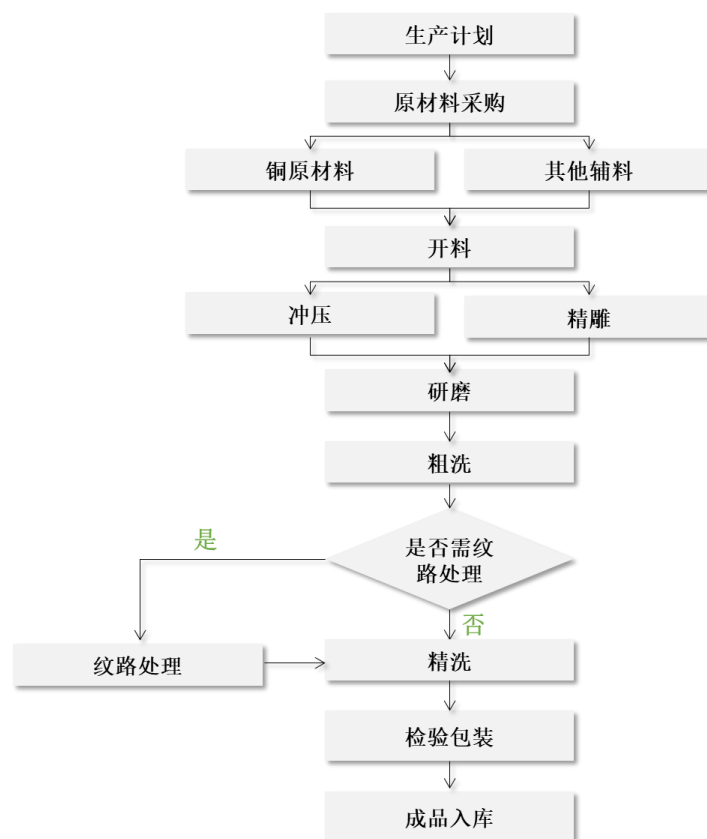 生产计划
原材料采购
铜原材料
其他辅料
开料
冲压
精雕
研磨
粗洗
是否需纹
路处理
是
否
纹路处理
精洗
检验包装
成品入库